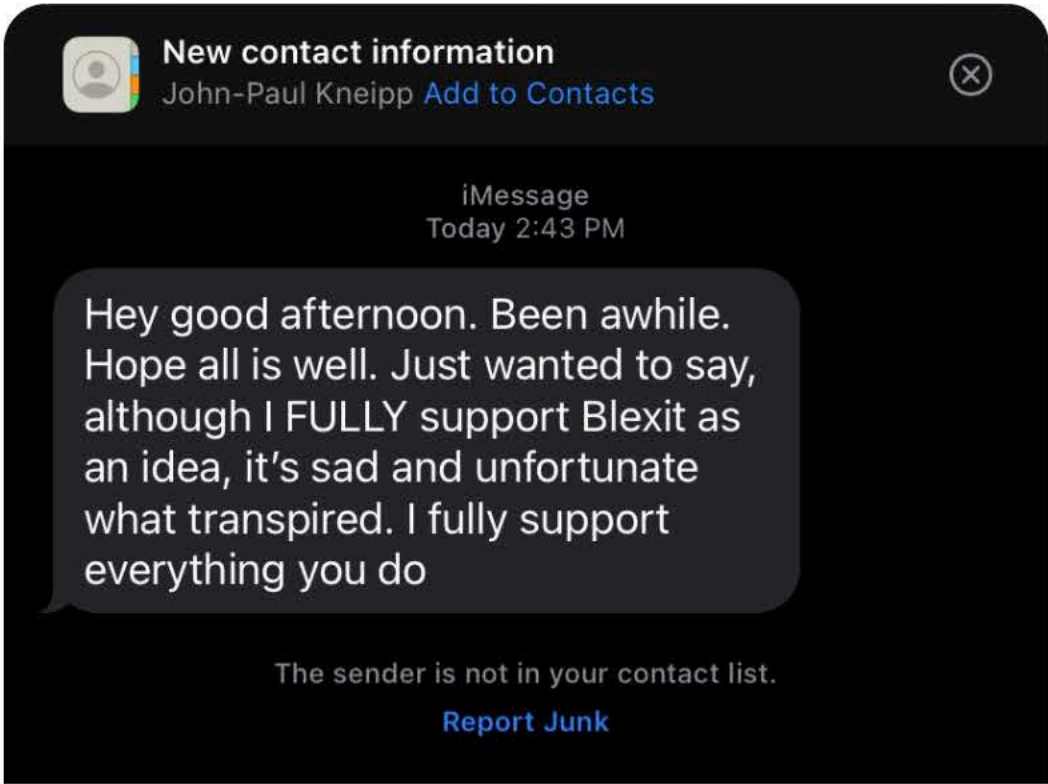 New contact information
John-Paul Kneipp Add to Contacts
iMessage
Today 2:43 PM
Hey good afternoon. Been awhile.
Hope all is well. Just wanted to say,
although I FULLY support Blexit as
an idea, it's sad and unfortunate
what transpired. I fully support
everything you do
The sender is not in your contact list.
Report Junk